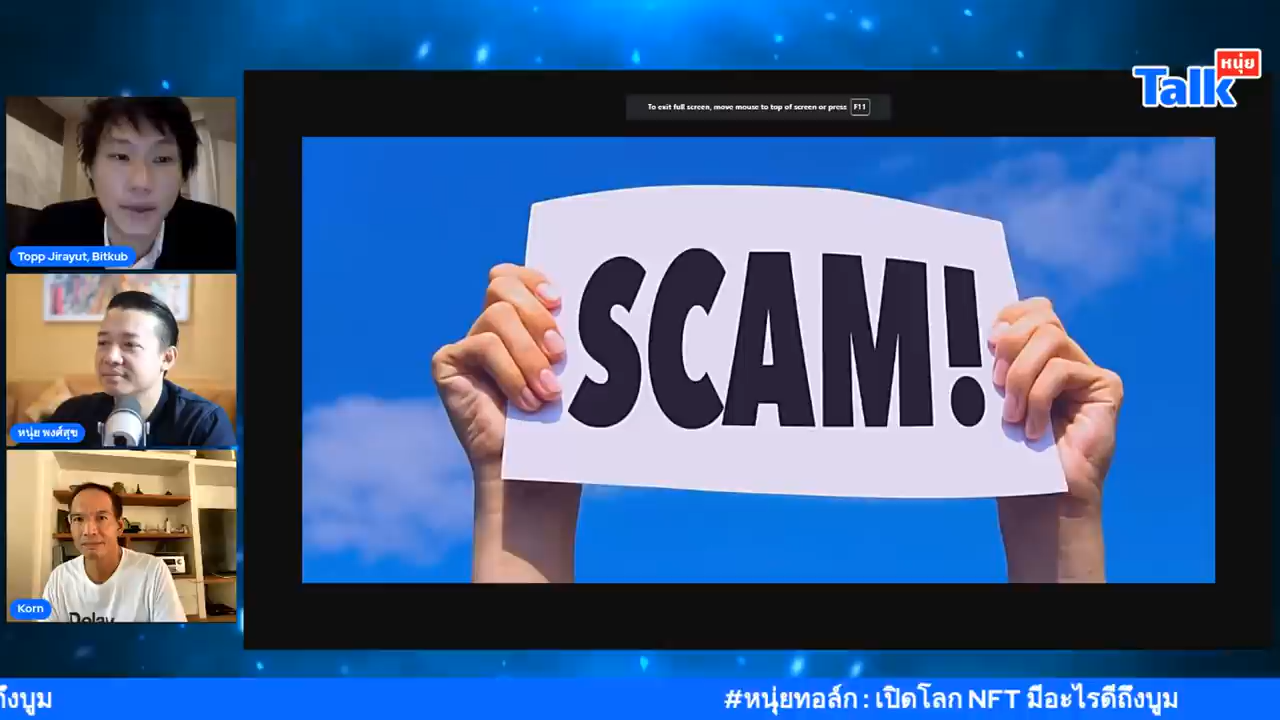 หนุ่ย
Talk
To exit full screen, move mouse to top of screen or press F11
SCAM!
Topp Jirayut, Bitkub
หนุ่ย พงศ์สุข
Korn
Relay
ถึงบูม
#หนุ่ยทอล์ก : เปิดโลก NFT มีอะไรดีถึงบูม